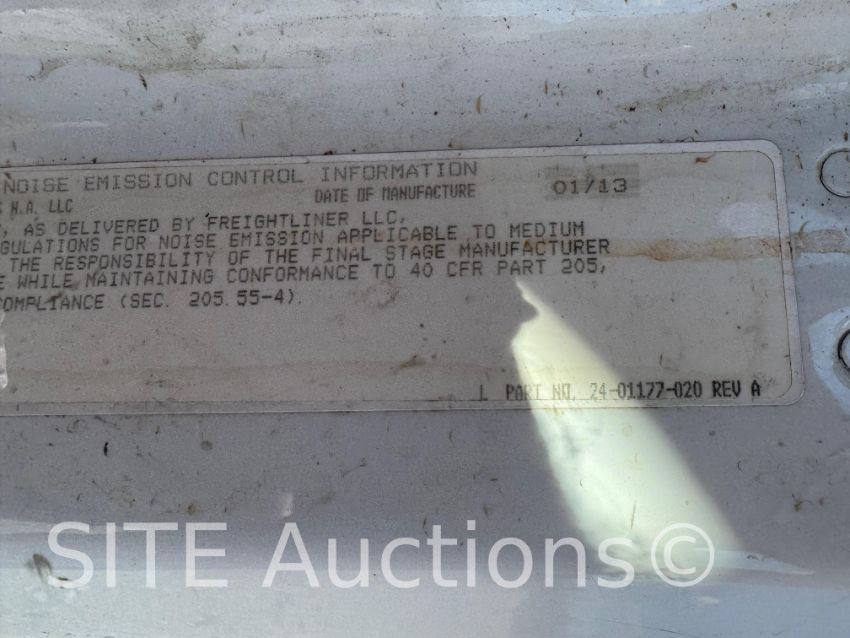 NOISE EMISSION CONTROL INFORMATION
N.A. LLC DATE OF MANUFACTURE 01/13
, AS DELIVERED BY FREIGHTLINER LLC,
GULATIONS FOR NOISE EMISSION APPLICABLE TO MEDIUM
THE RESPONSIBILITY OF THE FINAL STAGE MANUFACTURER
E WHILE MAINTAINING CONFORMANCE TO 40 CFR PART 205,
COMPLIANCE (SEC. 205.55-4).
L PART NO. 24-01177-020 REV A
SITE Auctions©